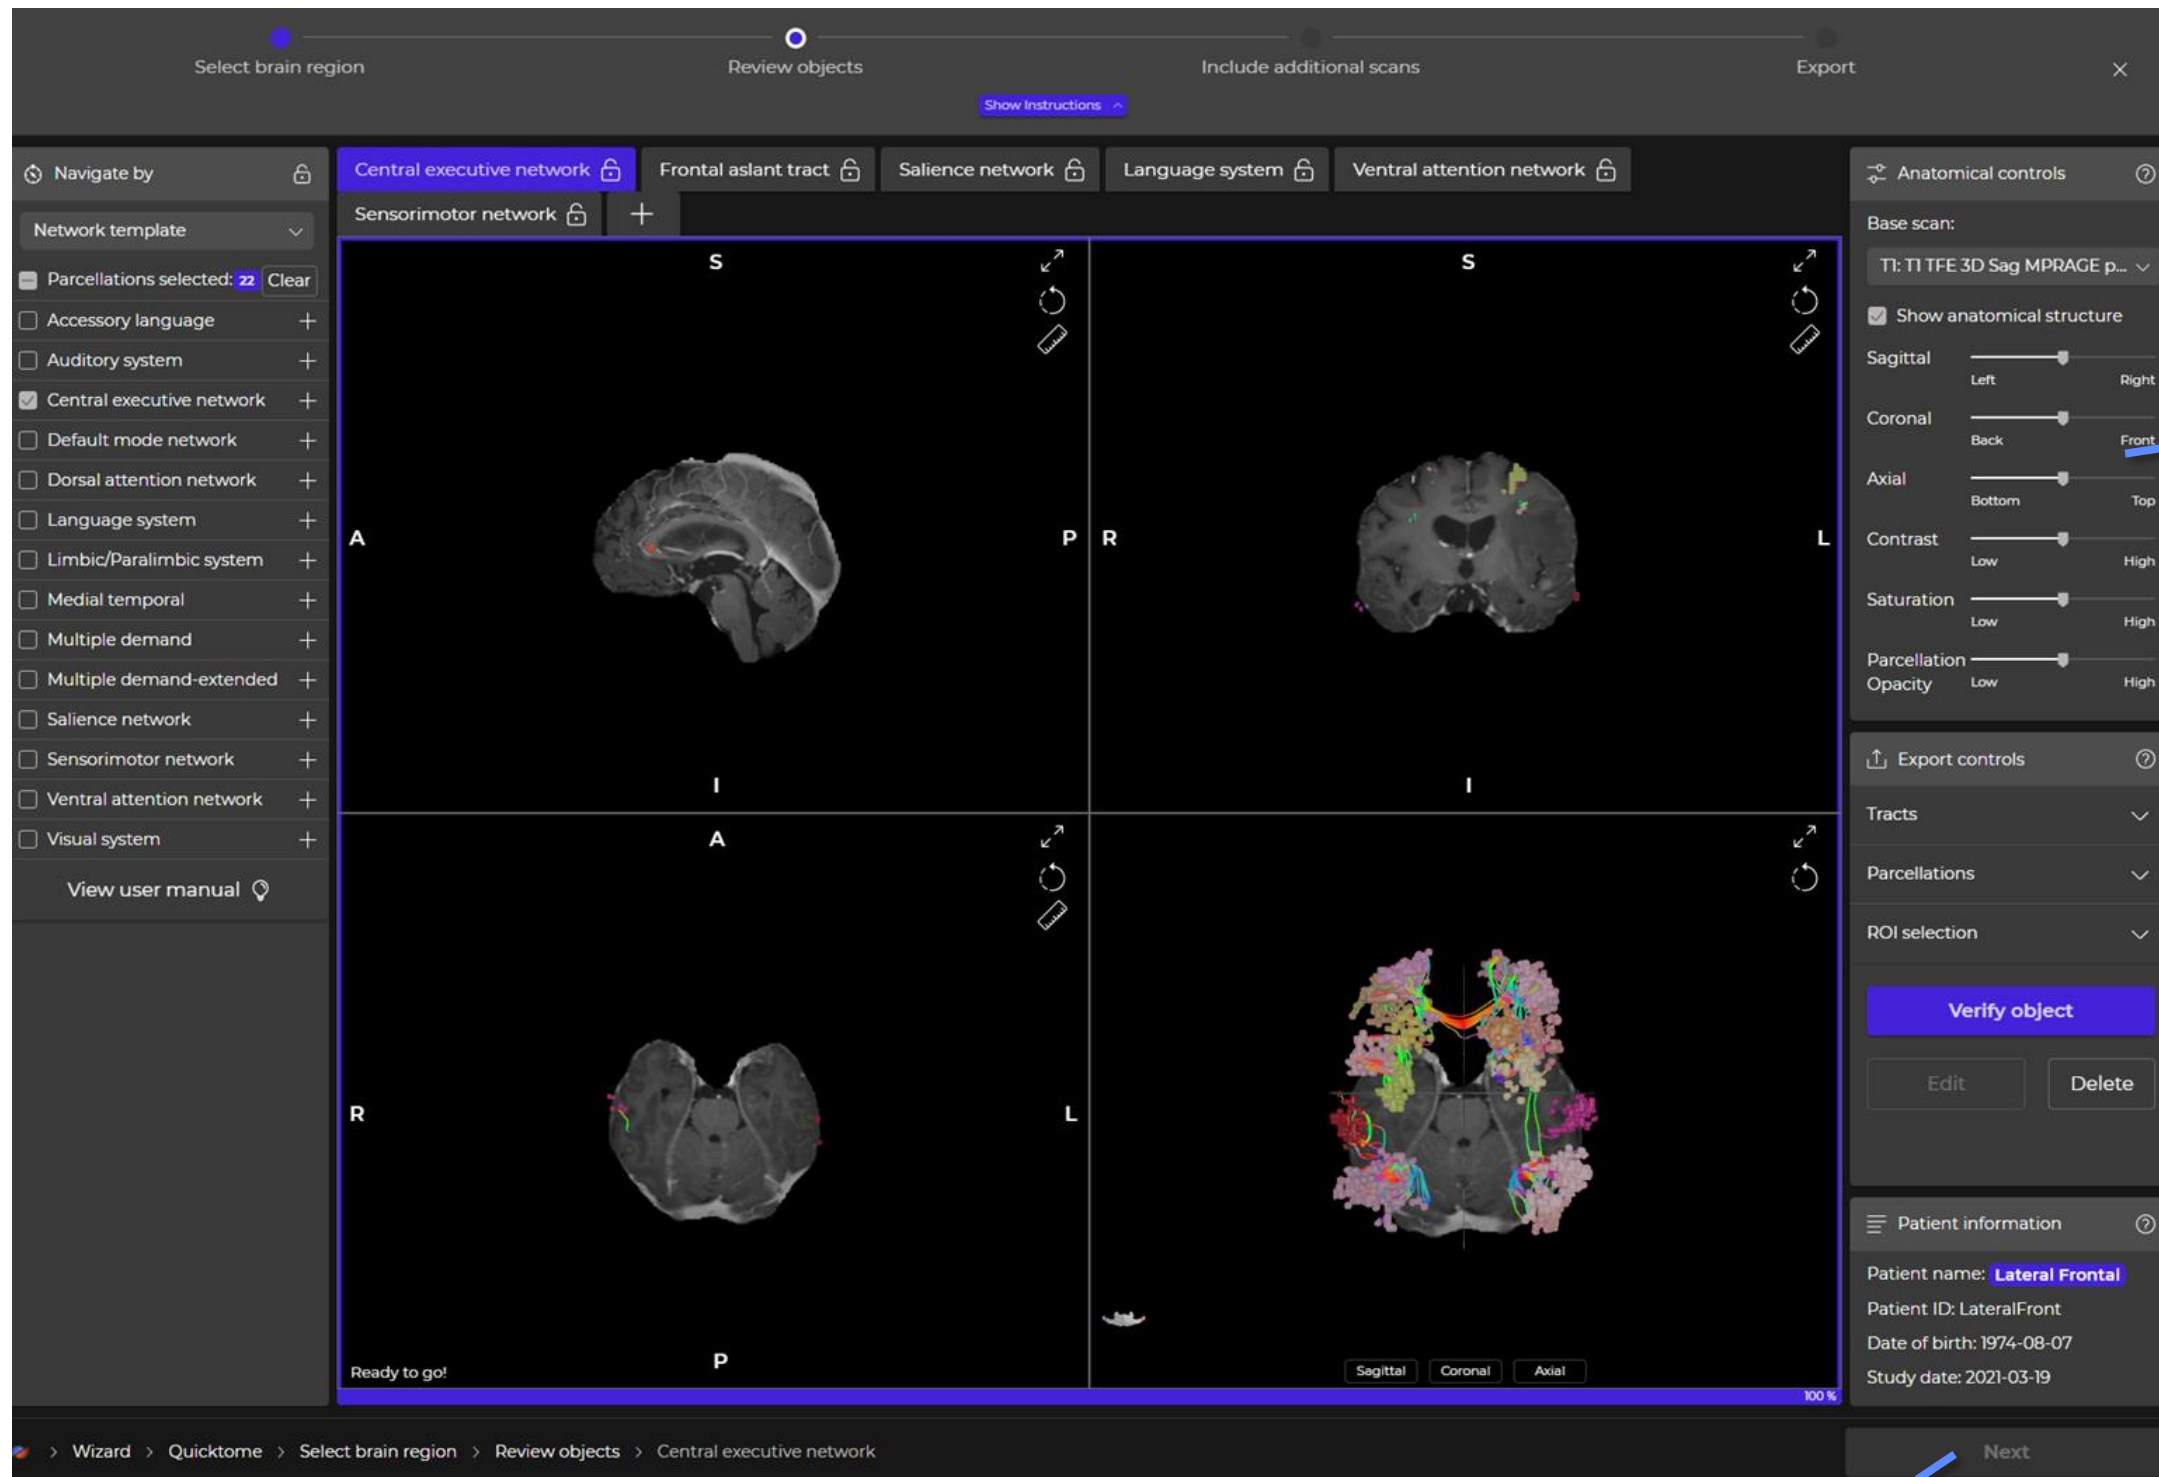 Select brain region
Review objects
Include additional scans
Export
Show Instructions
Navigate by
Network template
Parcellations selected: 22 Clear
Accessory language
Auditory system
Central executive network
Default mode network
Dorsal attention network
Language system
Limbic/Paralimbic system
Medial temporal
Multiple demand
Multiple demand-extended
Salience network
Sensorimotor network
Ventral attention network
Visual system
View user manual
Central executive network
Frontal aslant tract
Salience network
Language system
Ventral attention network
Sensorimotor network
S
A
P
I
S
R
L
I
A
R
L
P
Ready to go!
Sagittal
Coronal
Axial
100 %
Anatomical controls
Base scan:
T1: T1 TFE 3D Sag MPRAGE p...
Show anatomical structure
Sagittal
Left Right
Coronal
Back Front
Axial
Bottom Top
Contrast
Low High
Saturation
Low High
Parcellation
Opacity Low High
Export controls
Tracts
Parcellations
ROI selection
Verify object
Edit
Delete
Patient information
Patient name: Lateral Frontal
Patient ID: LateralFront
Date of birth: 1974-08-07
Study date: 2021-03-19
> Wizard > Quicktome > Select brain region > Review objects > Central executive network
Next